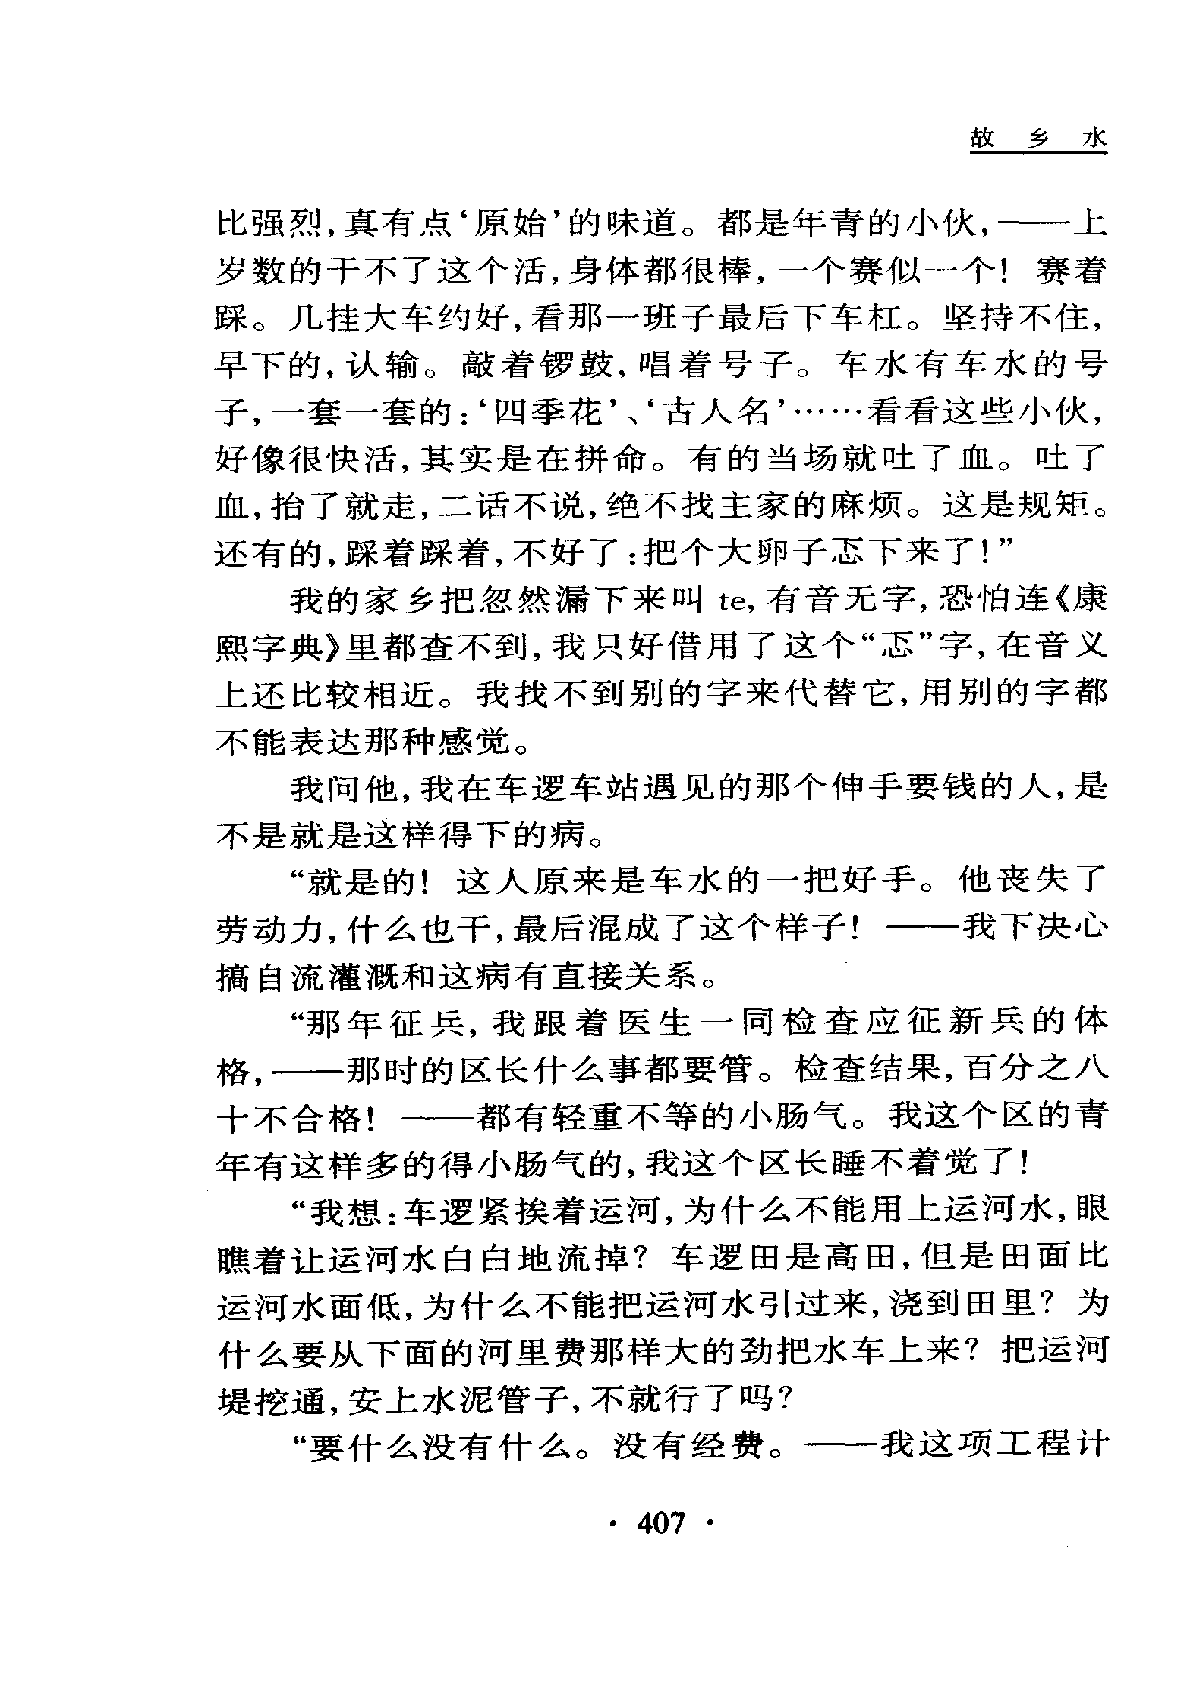 故乡水
比强烈,真有点‘原始’的味道。都是年青的小伙,——上
岁数的干不了这个活,身体都很棒,一个赛似一个!赛着
踩。几挂大车约好,看那一班子最后下车杠。坚持不住,
早下的,认输。敲着锣鼓,唱着号子。车水有车水的号
子,一套一套的:‘四季花’、‘古人名’……看看这些小伙,
好像很快活,其实是在拼命。有的当场就吐了血。吐了
血,抬了就走,二话不说,绝不找主家的麻烦。这是规矩。
还有的,踩着踩着,不好了:把个大卵子忑下来了!”
我的家乡把忽然漏下来叫 te,有音无字,恐怕连《康
熙字典》里都查不到,我只好借用了这个“忑”字,在音义
上还比较相近。我找不到别的字来代替它,用别的字都
不能表达那种感觉。
我问他,我在车逻车站遇见的那个伸手要钱的人,是
不是就是这样得下的病。
“就是的!这人原来是车水的一把好手。他丧失了
劳动力,什么也干,最后混成了这个样子!——我下决心
搞自流灌溉和这病有直接关系。
“那年征兵,我跟着医生一同检查应征新兵的体
格,——那时的区长什么事都要管。检查结果,百分之八
十不合格!——都有轻重不等的小肠气。我这个区的青
年有这样多的得小肠气的,我这个区长睡不着觉了!
“我想:车逻紧挨着运河,为什么不能用上运河水,眼
瞧着让运河水白白地流掉?车逻田是高田,但是田面比
运河水面低,为什么不能把运河水引过来,浇到田里?为
什么要从下面的河里费那样大的劲把水车上来?把运河
堤挖通,安上水泥管子,不就行了吗?
“要什么没有什么。没有经费。——我这项工程计
· 407 ·